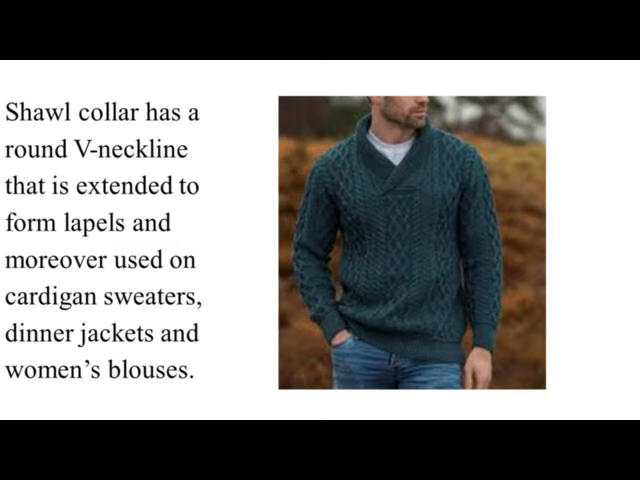 Shawl collar has a
round V-neckline
that is extended to
form lapels and
moreover used on
cardigan sweaters,
dinner jackets and
women’s blouses.